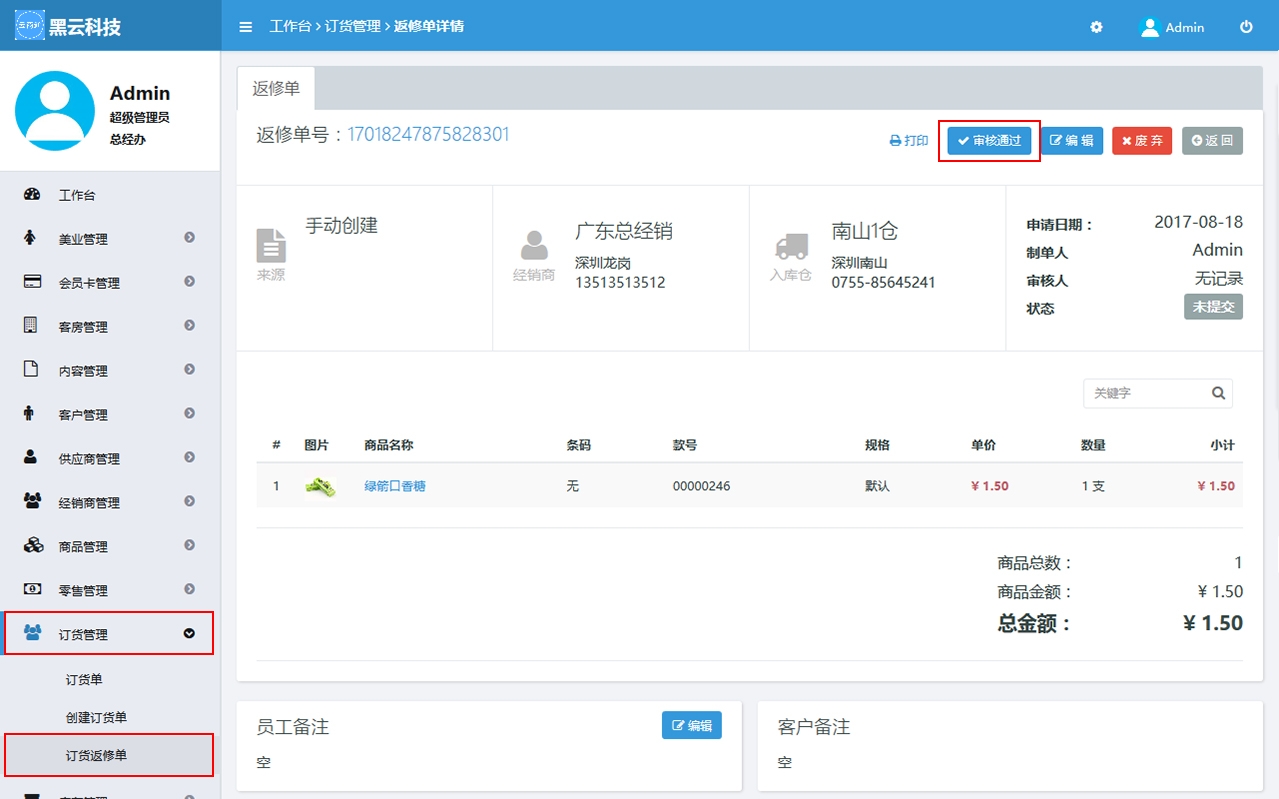 黑云科技
工作台 > 订货管理 > 返修单详情
Admin
Admin
超级管理员
总经办
工作台
美业管理
会员卡管理
客房管理
内容管理
客户管理
供应商管理
经销商管理
商品管理
零售管理
订货管理
订货单
创建订货单
订货返修单
返修单
返修单号：17018247875828301
打印
审核通过
编 辑
废 弃
返 回
来源
手动创建
经销商
广东总经销
深圳龙岗
13513513512
入库仓
南山1仓
深圳南山
0755-85645241
申请日期： 2017-08-18
制单人 Admin
审核人 无记录
状态 未提交
关键字
# 图片 商品名称 条码 款号 规格 单价 数量 小计
1 绿箭口香糖 无 00000246 默认 ¥ 1.50 1 支 ¥ 1.50
商品总数： 1
商品金额： ¥ 1.50
总金额： ¥ 1.50
员工备注
编辑
空
客户备注
空